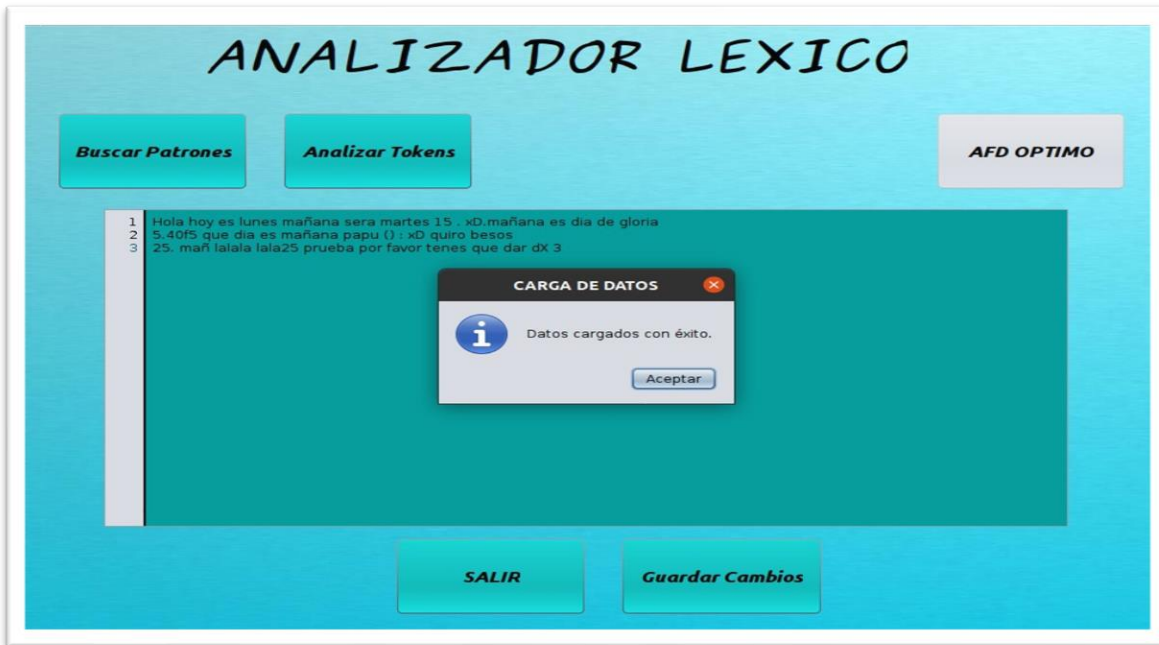 ANALIZADOR LEXICO
Buscar Patrones
Analizar Tokens
AFD OPTIMO
1 Hola hoy es lunes mañana sera martes 15 . xD.mañana es dia de gloria
2 5.40f5 que dia es mañana papu () : xD quiro besos
3 25. mañ lalala lala25 prueba por favor tenes que dar dX 3
CARGA DE DATOS
Datos cargados con éxito.
Aceptar
SALIR
Guardar Cambios